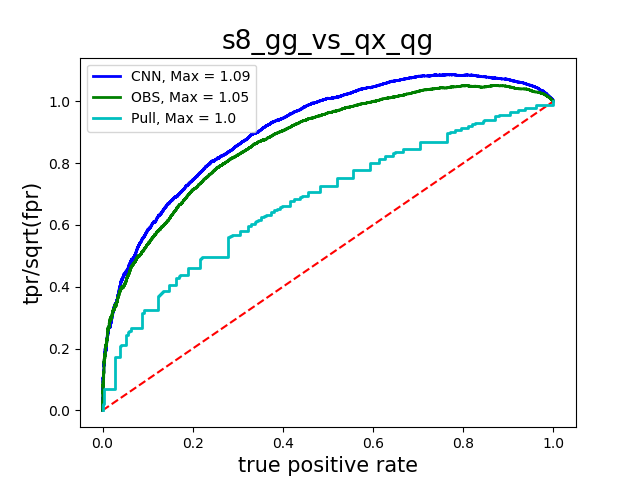 s8_gg_vs_qx_qg
CNN, Max = 1.09
OBS, Max = 1.05
Pull, Max = 1.0
tpr/sqrt(fpr)
1.0
0.8
0.6
0.4
0.2
0.0
0.0 0.2 0.4 0.6 0.8 1.0
true positive rate